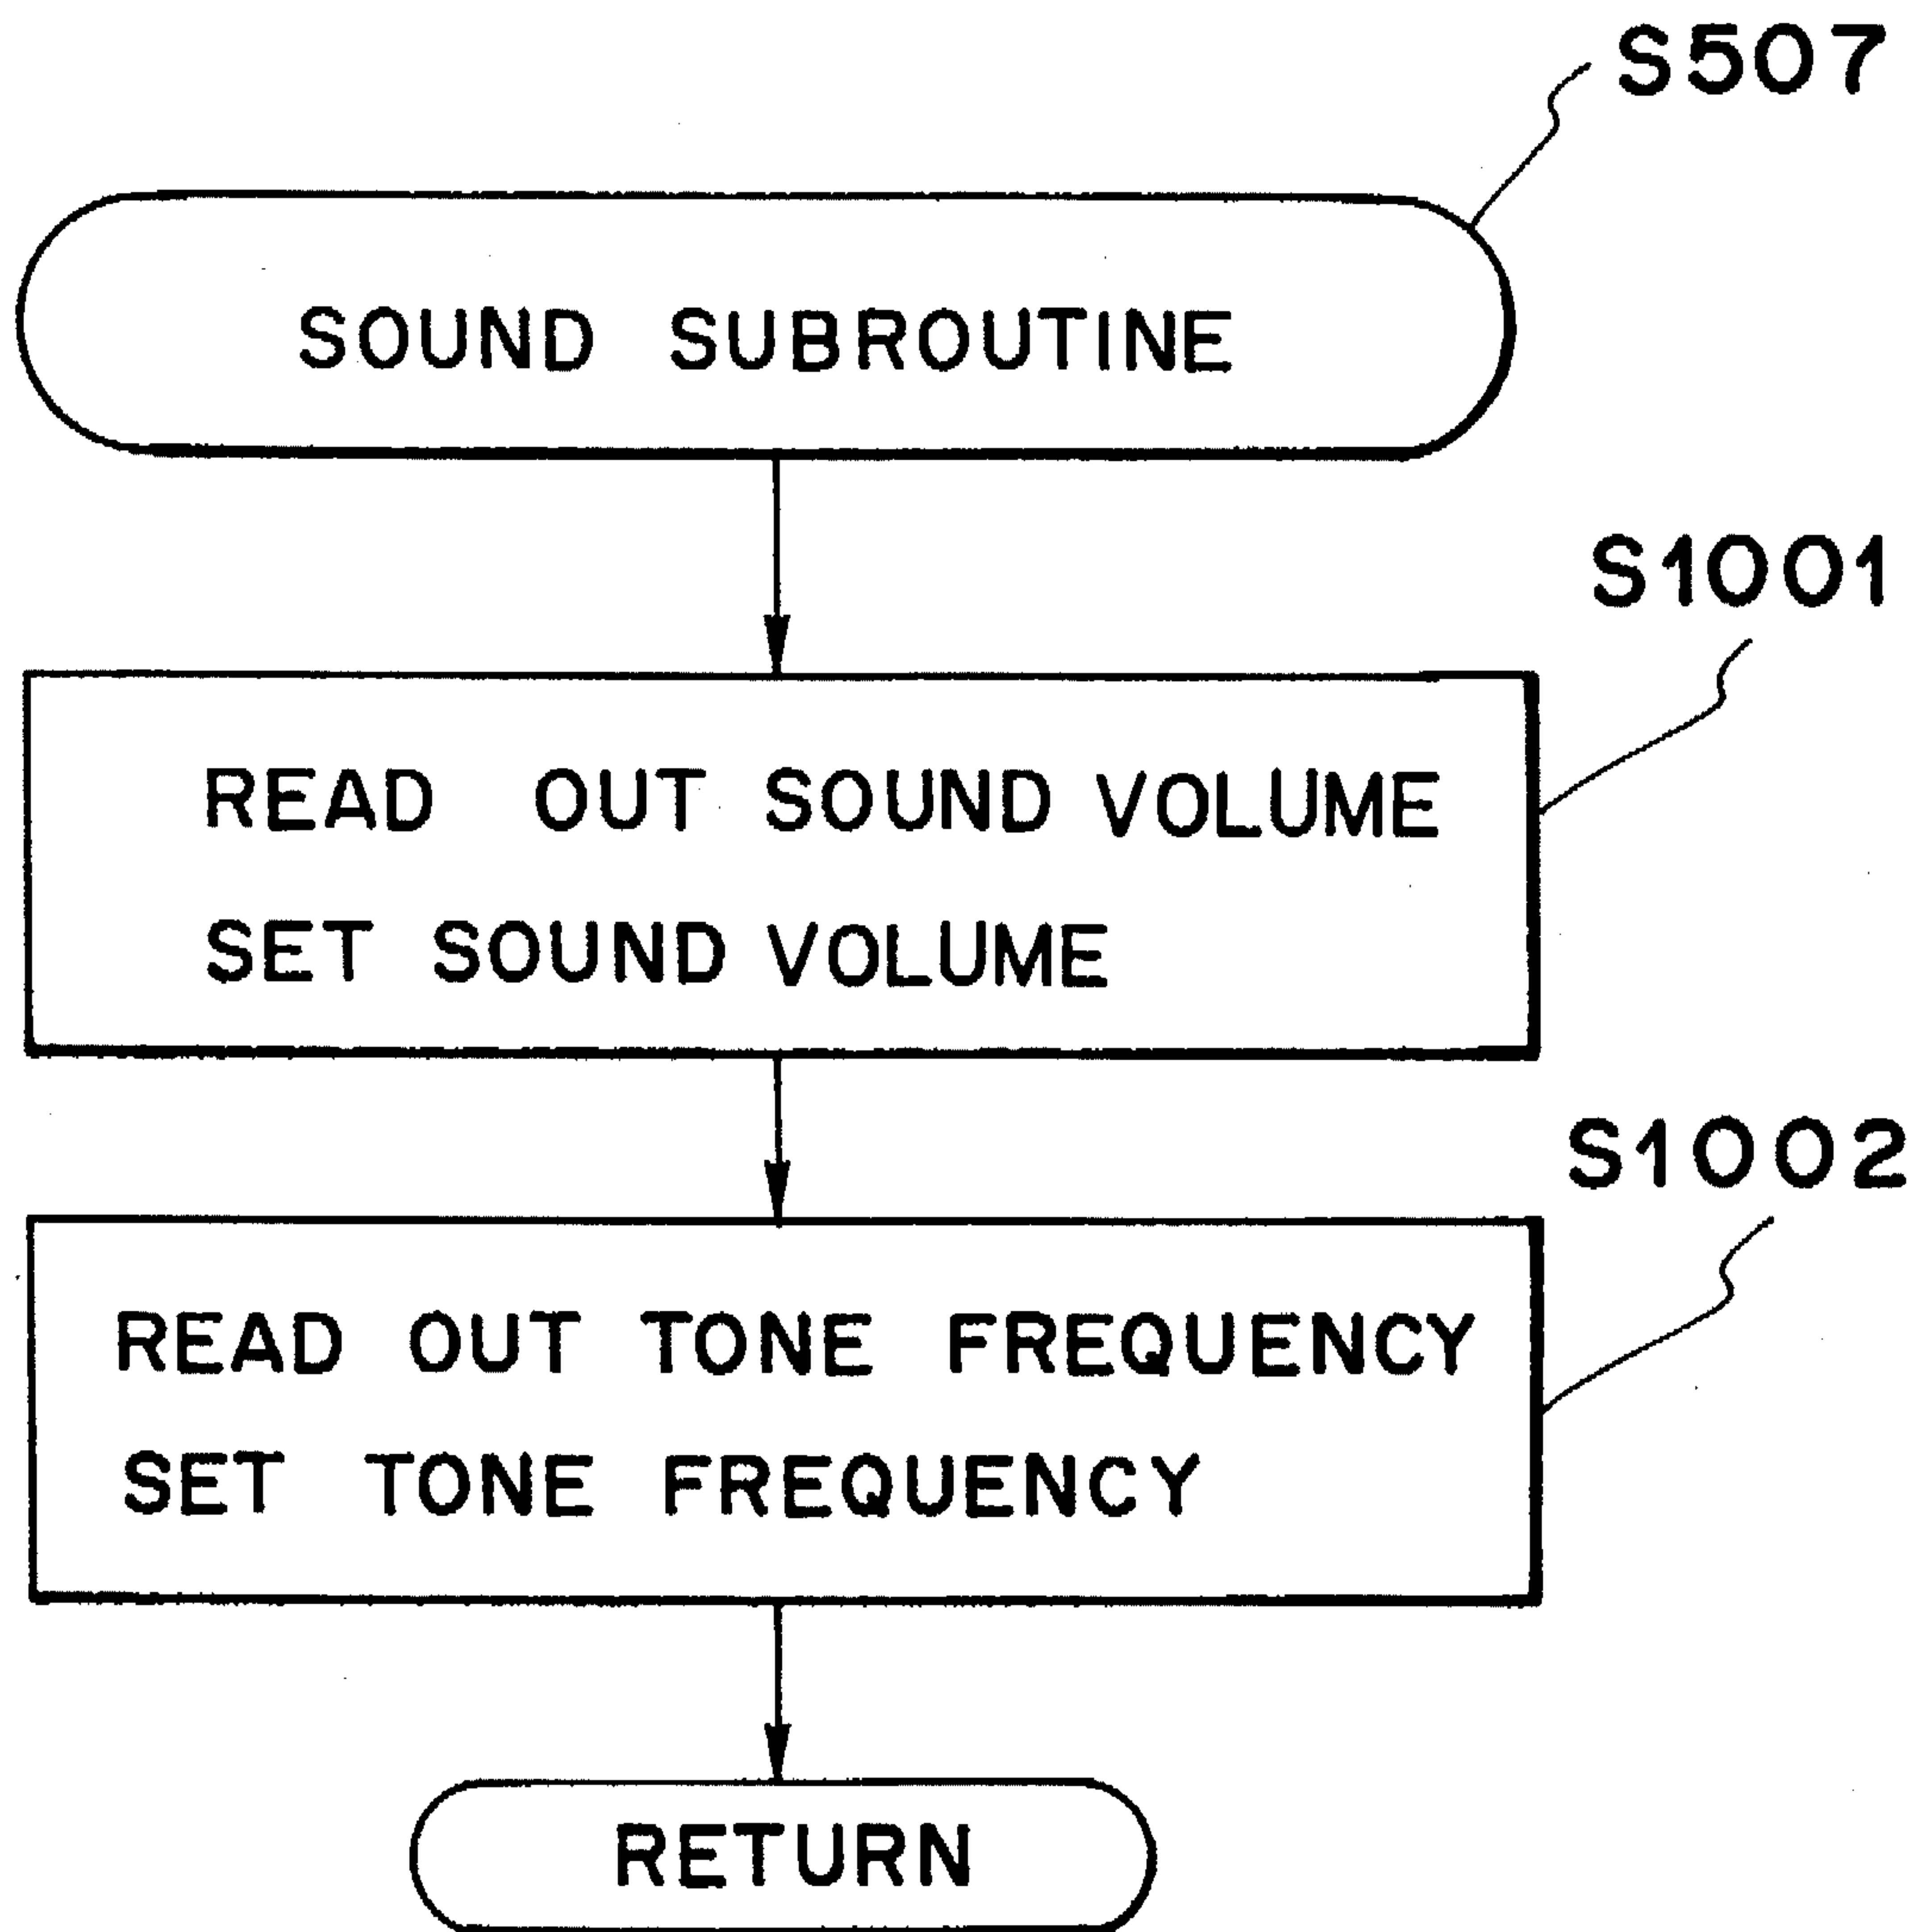 S507
SOUND SUBROUTINE
S1001
READ OUT SOUND VOLUME
SET SOUND VOLUME
S1002
READ OUT TONE FREQUENCY
SET TONE FREQUENCY
RETURN